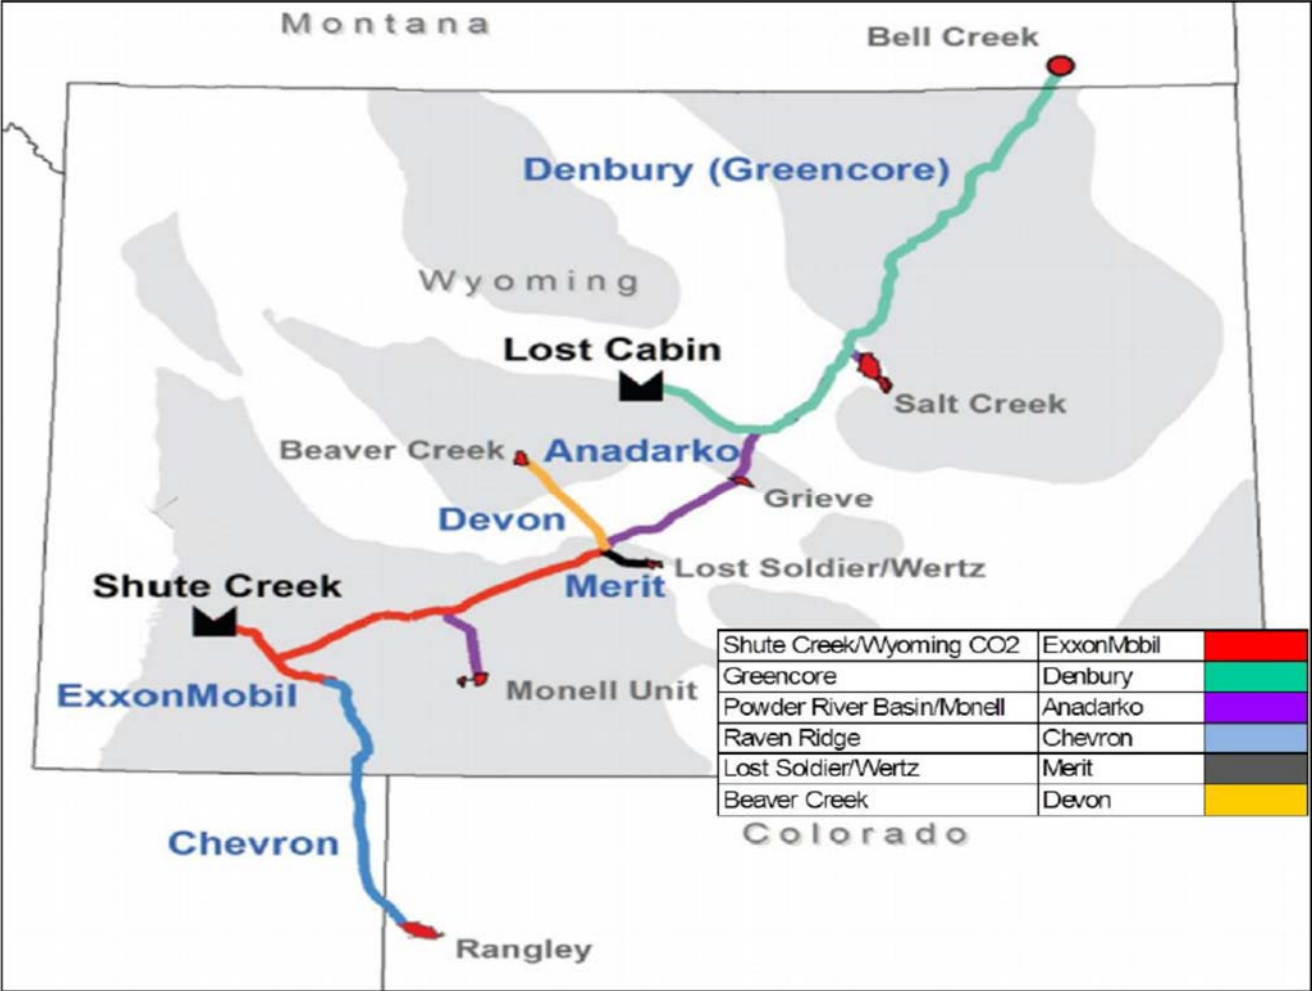 Montana
Bell Creek
Denbury (Greencore)
Wyoming
Lost Cabin
Salt Creek
Beaver Creek
Anadarko
Grieve
Devon
Lost Soldier/Wertz
Shute Creek
Merit
ExxonMobil
Monell Unit
Shute Creek/Wyoming CO2 ExxonMobil
Greencore Denbury
Powder River Basin/Monell Anadarko
Raven Ridge Chevron
Lost Soldier/Wertz Merit
Beaver Creek Devon
Colorado
Chevron
Rangley